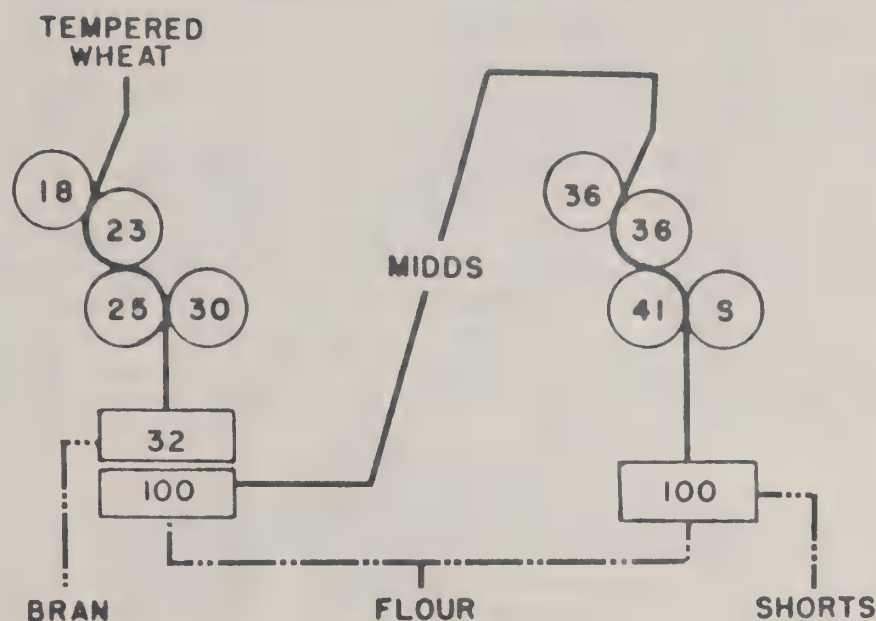 TEMPERED
WHEAT
18
23
25
30
32
100
MIDDS
36
36
41
S
100
BRAN
FLOUR
SHORTS